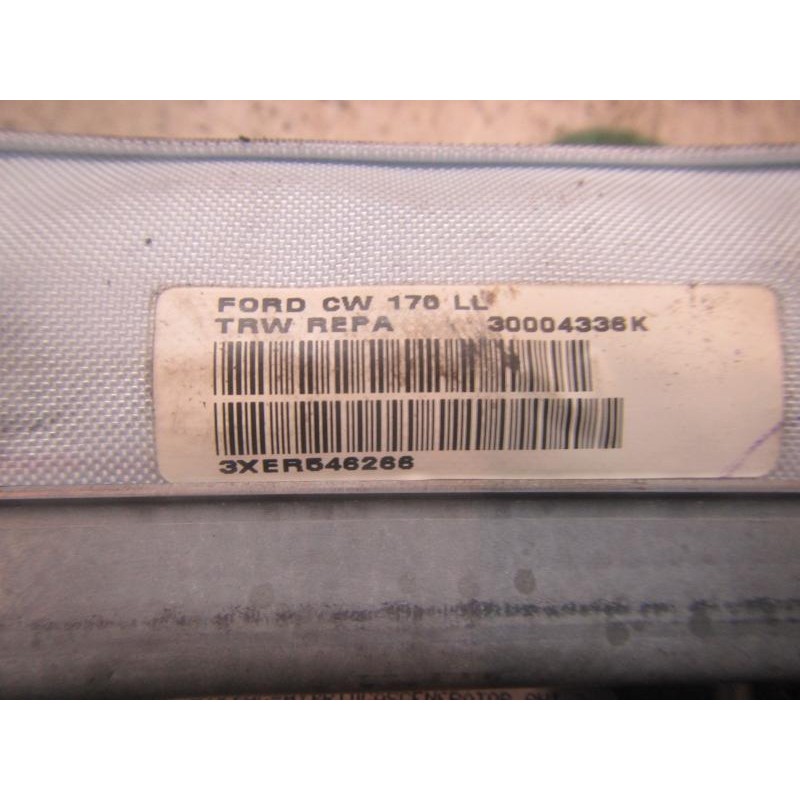 FORD CW 170 LL
TRW REPA 30004336K
3XER546266